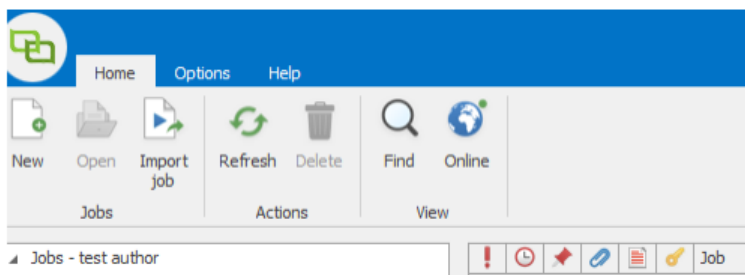 Home Options Help
New Open Import job Refresh Delete Find Online
Jobs Actions View
Jobs - test author Job